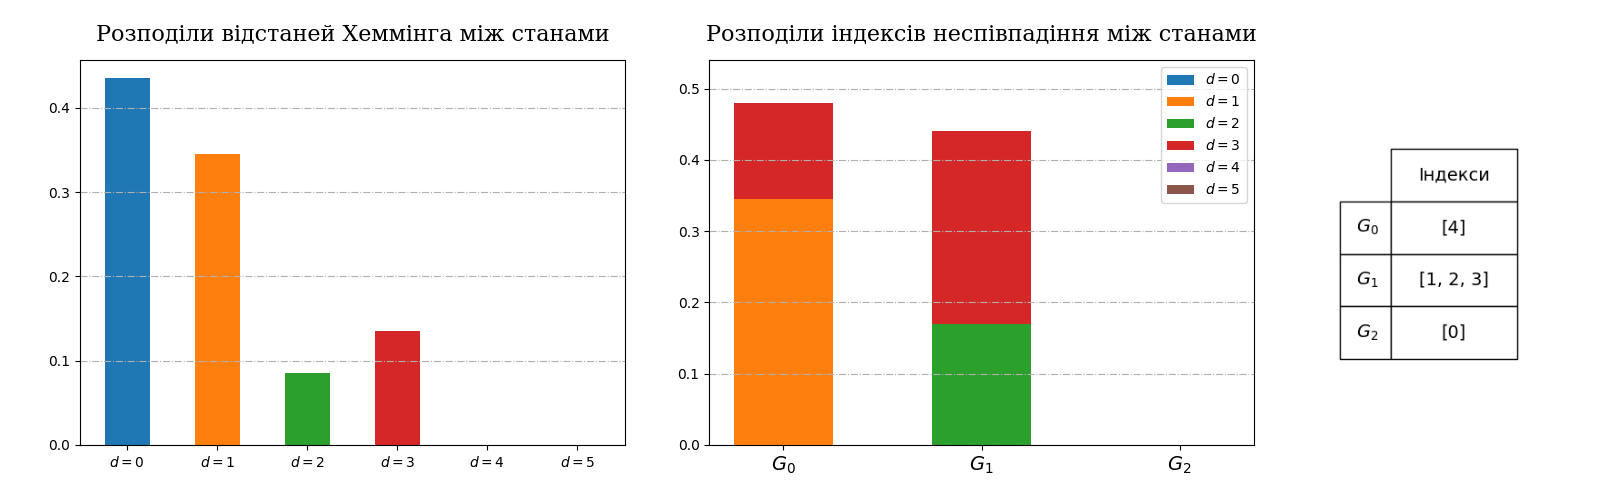 Розподіли відстаней Хеммінга між станами
0.4
0.3
0.2
0.1
0.0
d = 0
d = 1
d = 2
d = 3
d = 4
d = 5
Розподіли індексів неспівпадіння між станами
0.5
0.4
0.3
0.2
0.1
0.0
G₀
G₁
G₂
d = 0
d = 1
d = 2
d = 3
d = 4
d = 5
Індекси
G₀ [4]
G₁ [1, 2, 3]
G₂ [0]